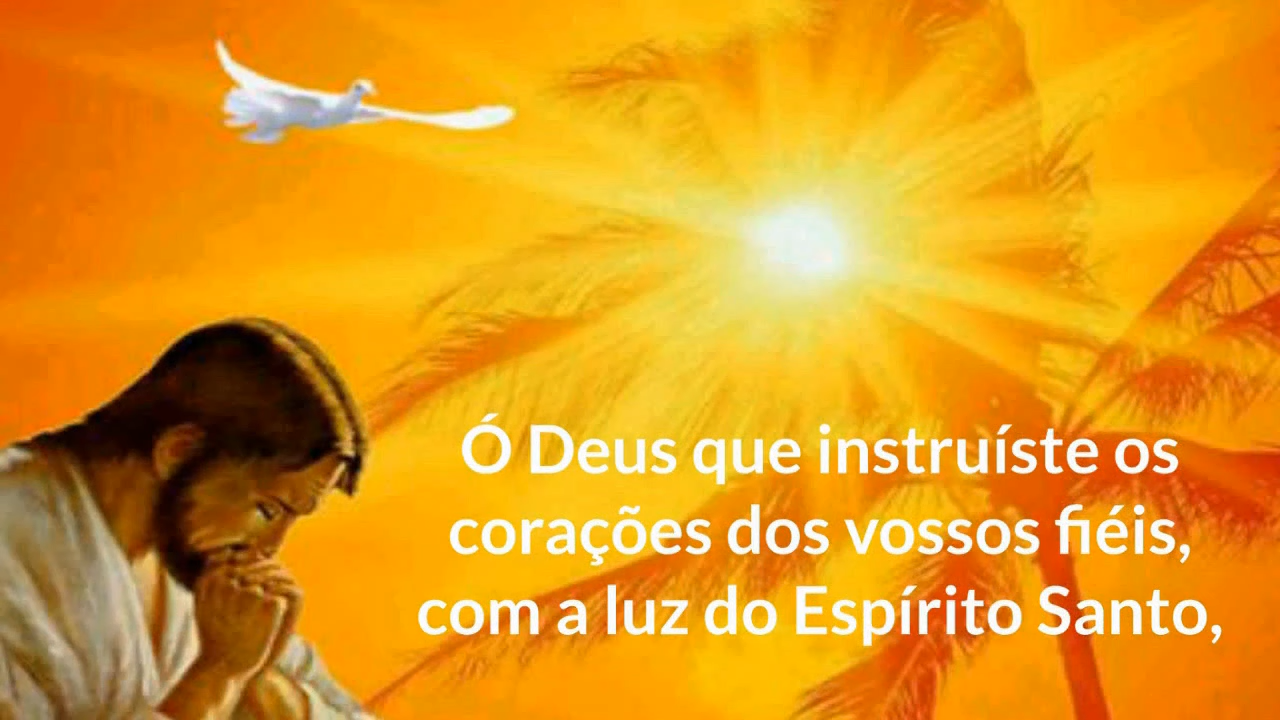 Ó Deus que instruíste os
corações dos vossos fiéis,
com a luz do Espírito Santo,